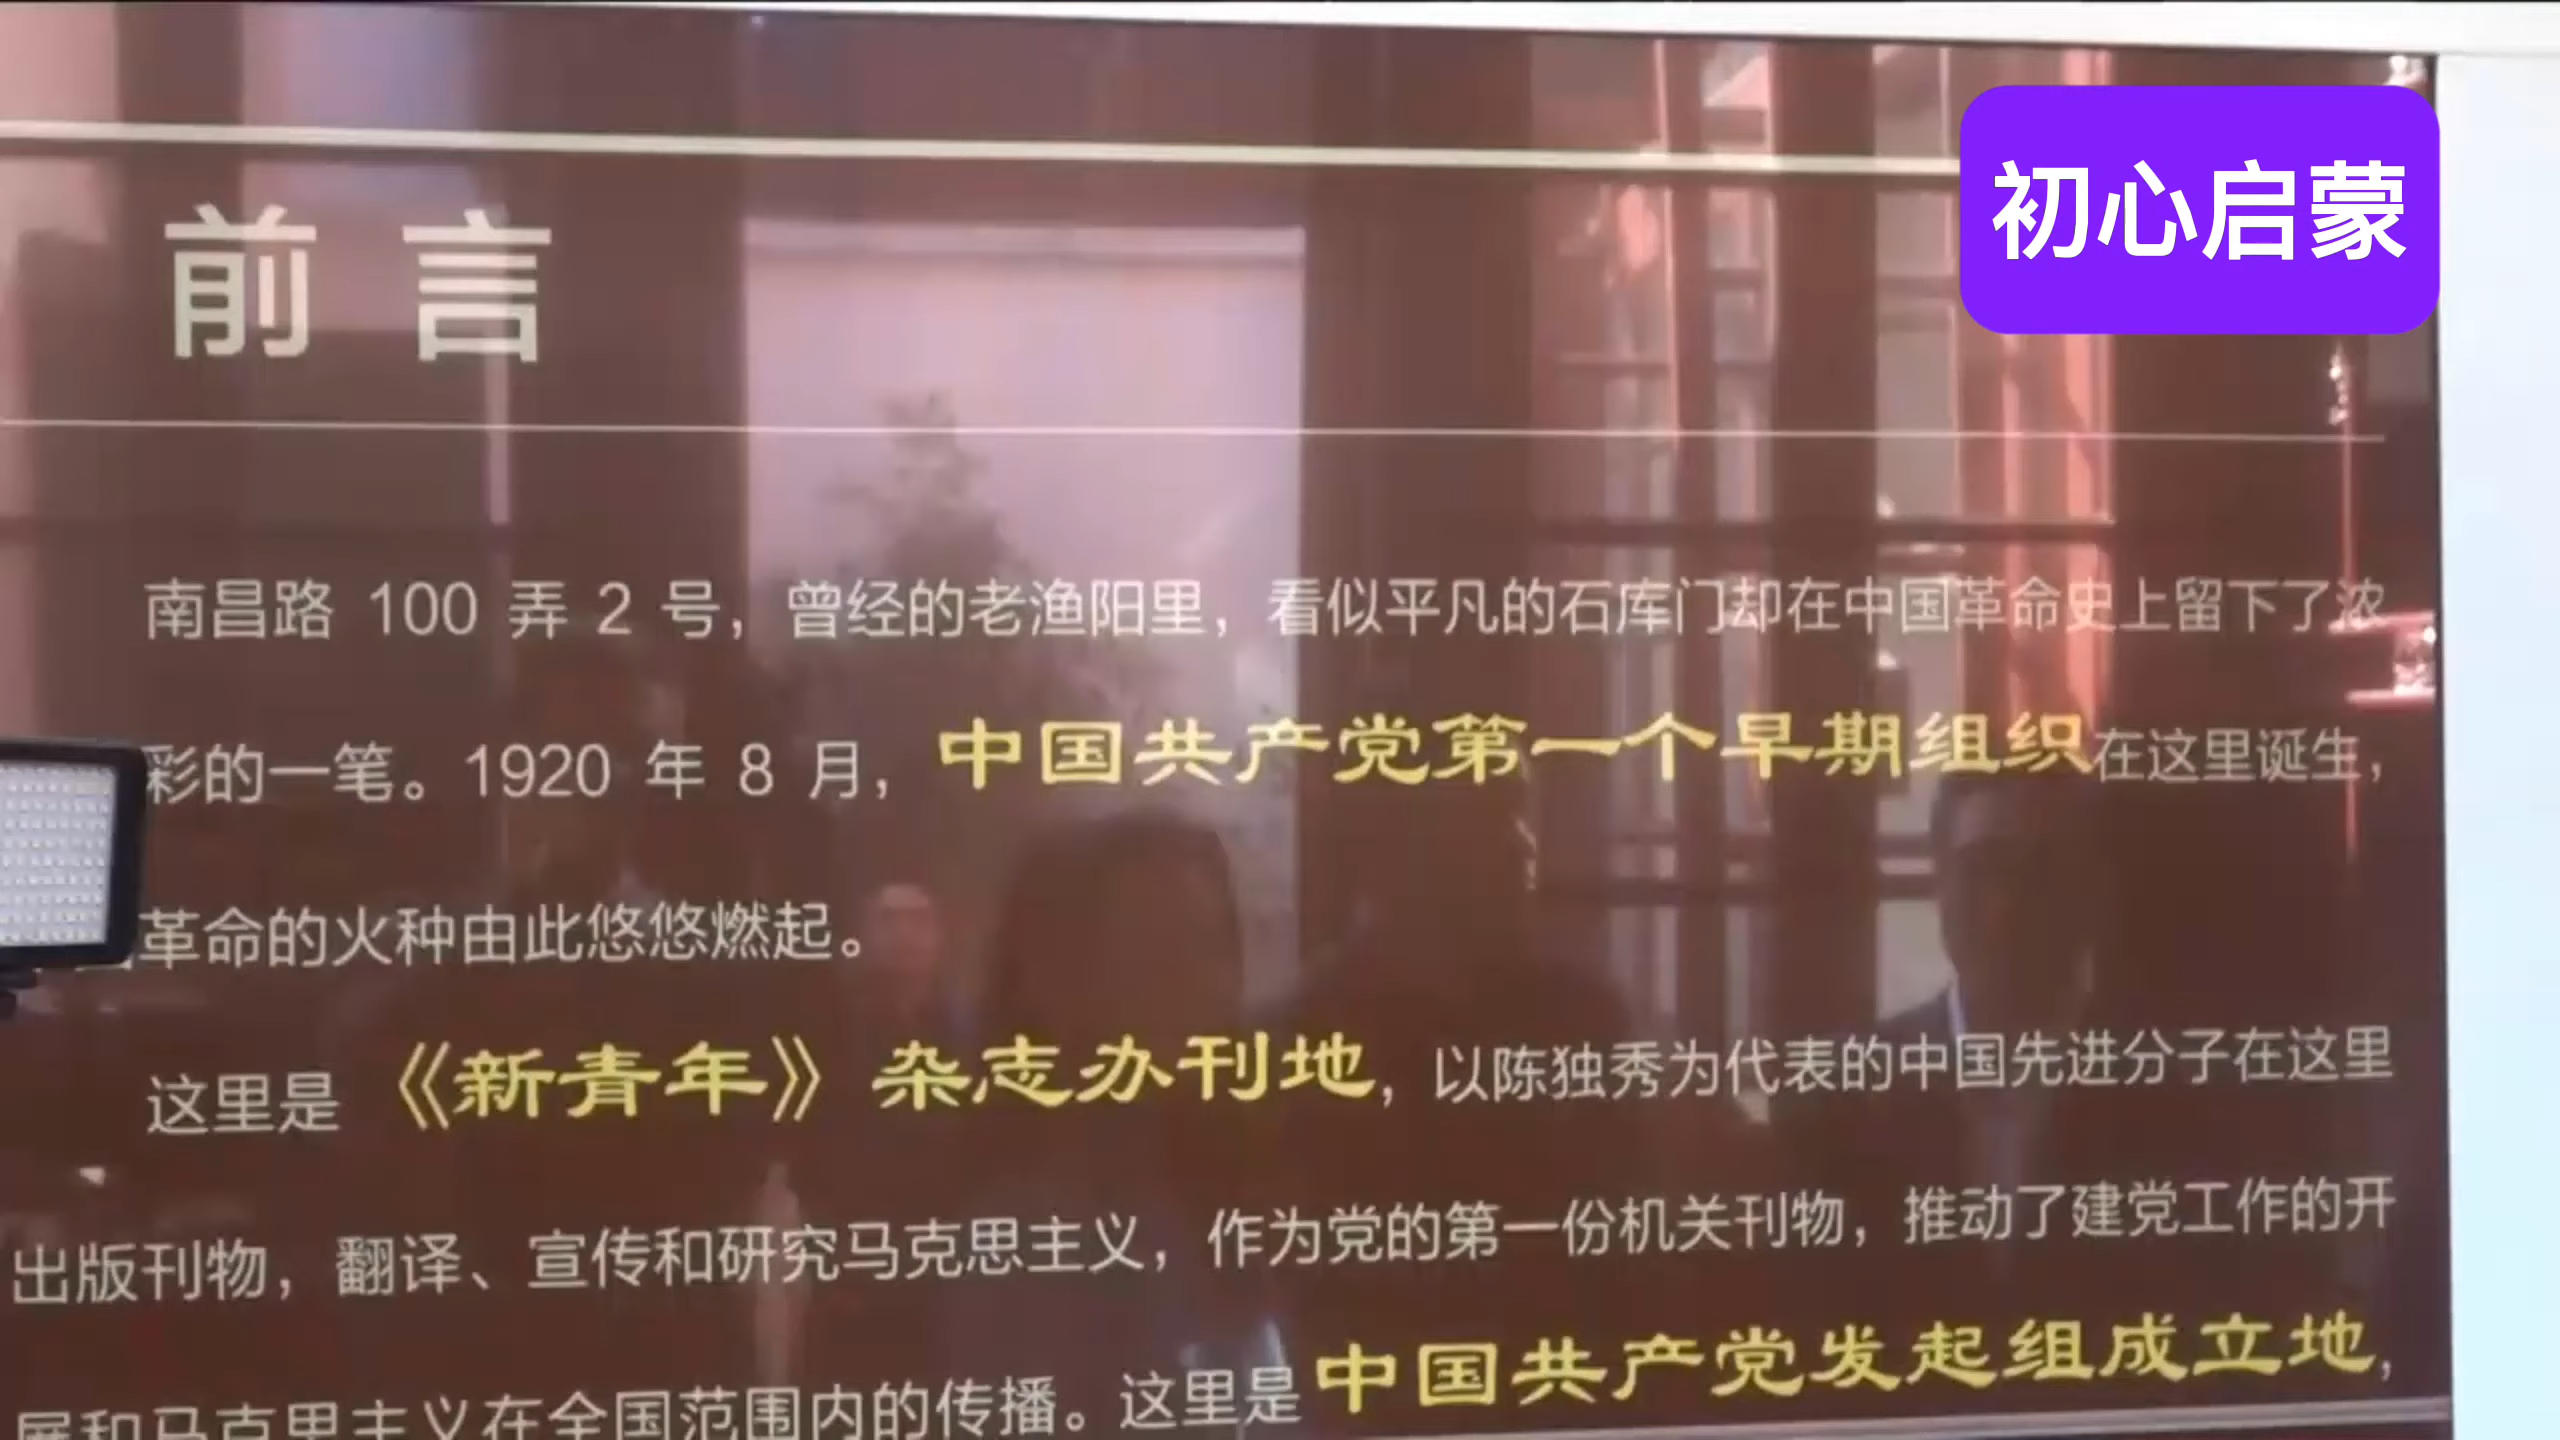 初心启蒙
前言
南昌路 100 弄 2 号，曾经的老渔阳里，看似平凡的石库门却在中国革命史上留下了浓
彩的一笔。1920 年 8 月，中国共产党第一个早期组织在这里诞生，
革命的火种由此悠悠燃起。
这里是《新青年》杂志办刊地，以陈独秀为代表的中国先进分子在这里
出版刊物，翻译、宣传和研究马克思主义，作为党的第一份机关刊物，推动了建党工作的开
展和马克思主义在全国范围内的传播。这里是中国共产党发起组成立地，